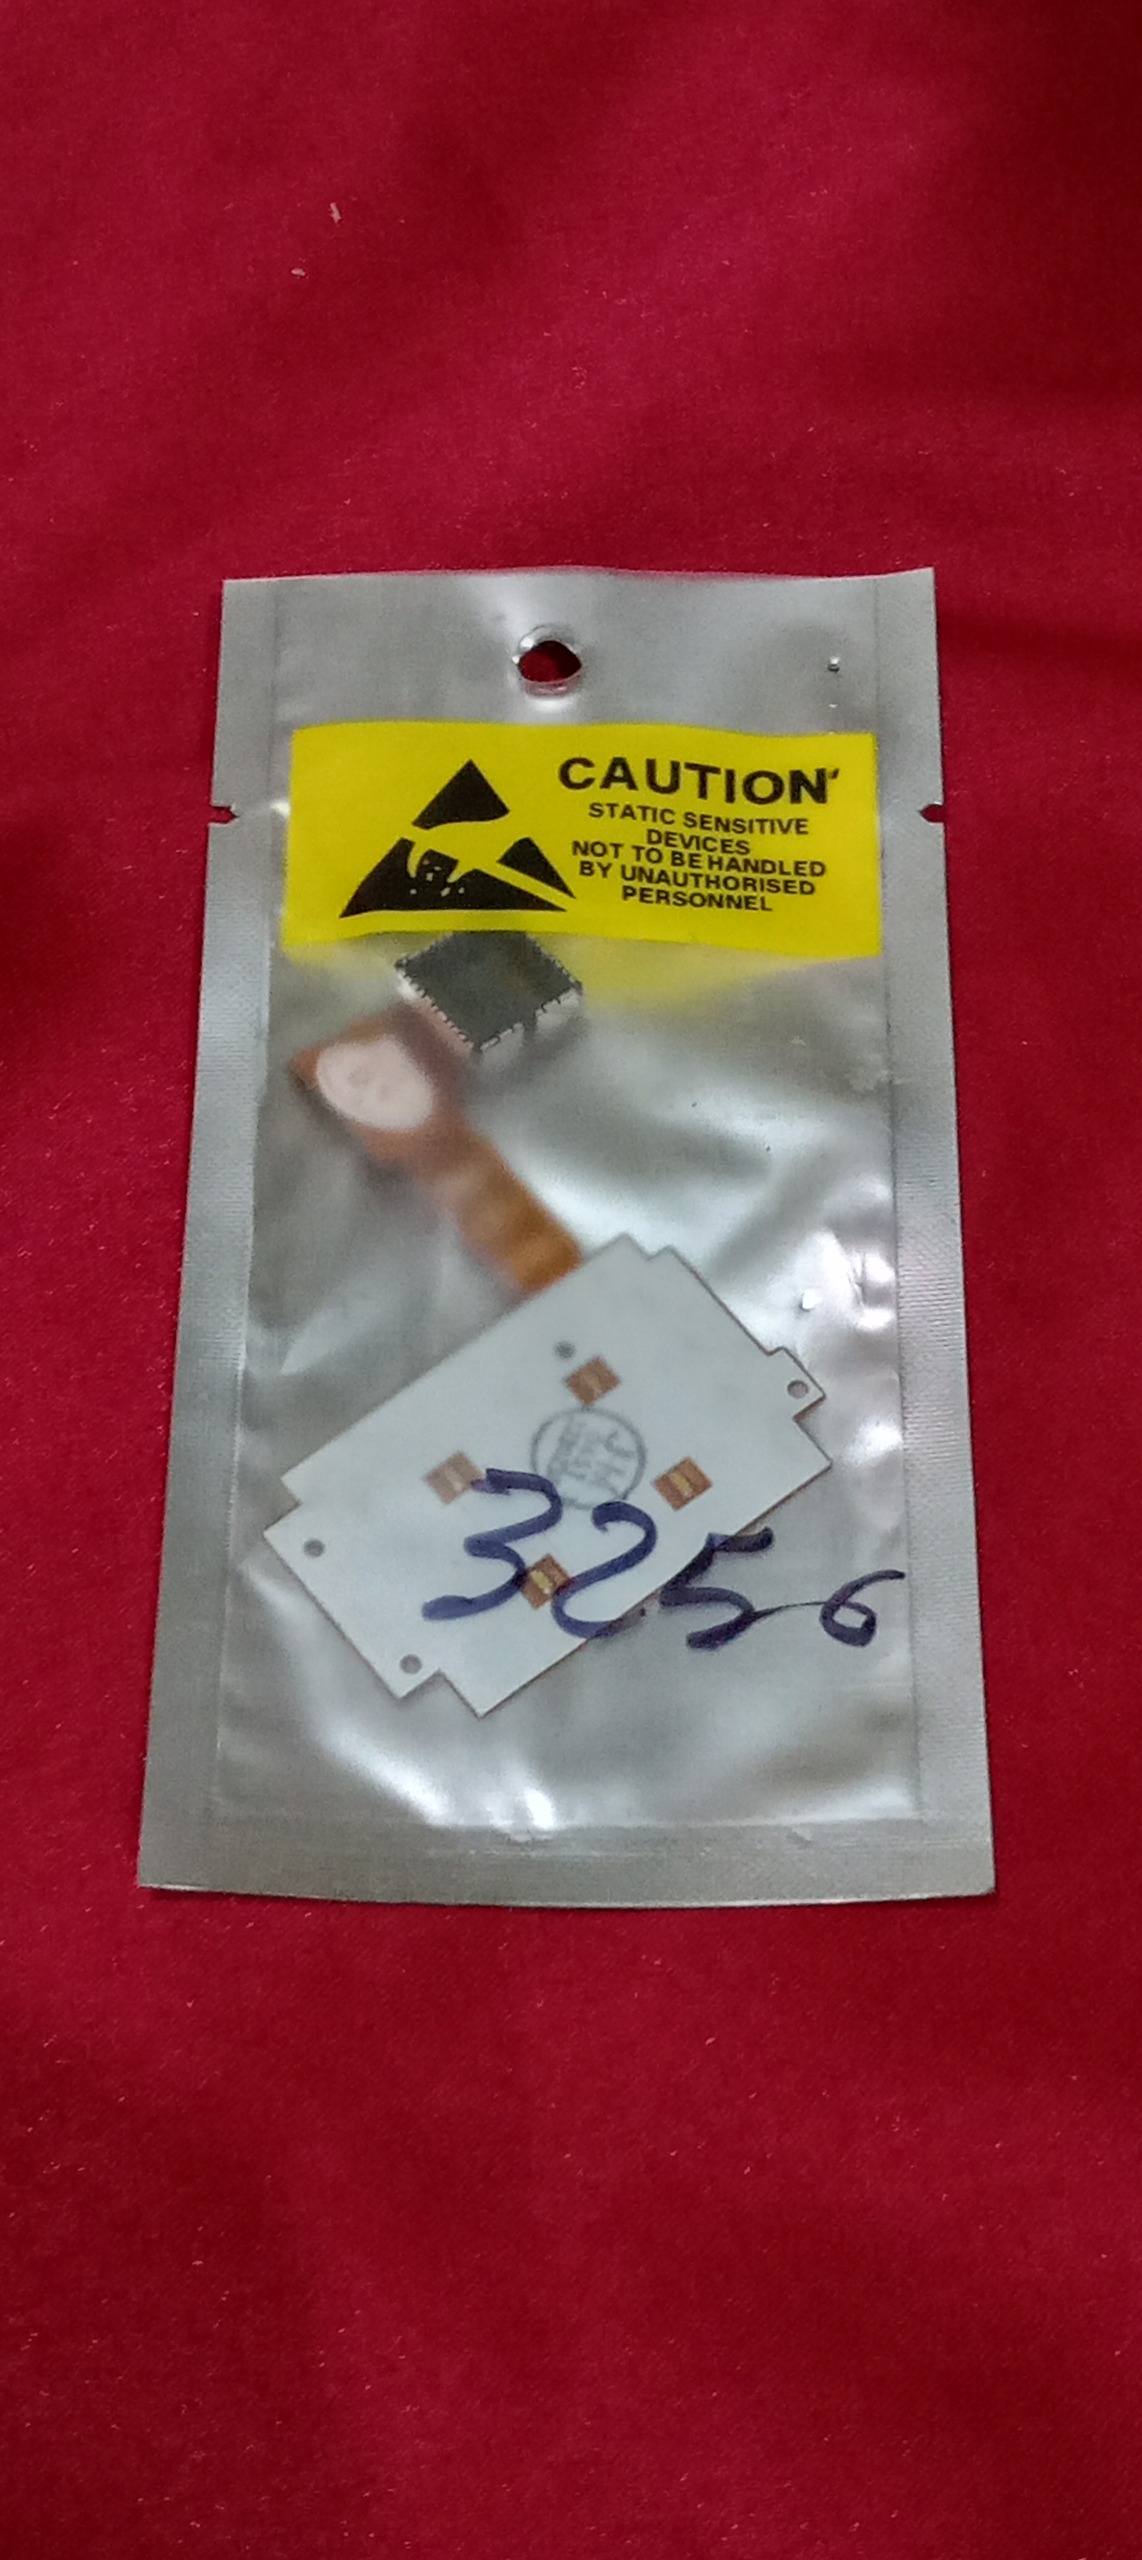 CAUTION
STATIC SENSITIVE
DEVICES
NOT TO BE HANDLED
BY UNAUTHORISED
PERSONNEL
3256